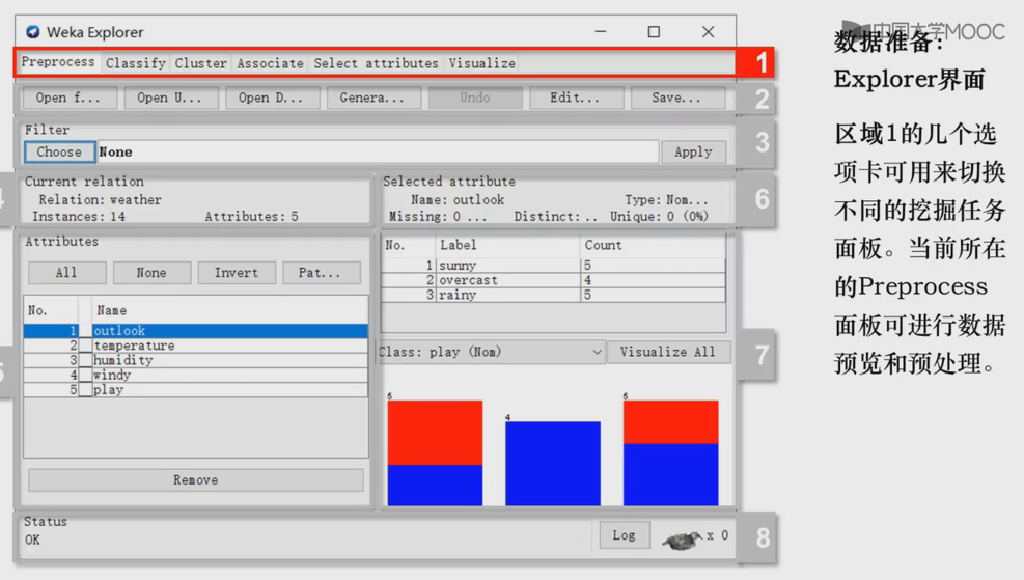 Weka Explorer
Preprocess Classify Cluster Associate Select attributes Visualize
1
Open f... Open U... Open D... Genera... Undo Edit... Save...
2
Filter
Choose None Apply
3
Current relation
Relation: weather
Instances: 14 Attributes: 5
4
Selected attribute
Name: outlook Type: Nom...
Missing: 0 ... Distinct: .. Unique: 0 (0%)
6
Attributes
All None Invert Pat...
No. Name
1 outlook
2 temperature
3 humidity
4 windy
5 play
Remove
5
No. Label Count
1 sunny 5
2 overcast 4
3 rainy 5
Class: play (Nom) Visualize All
7
5 4 5
Status
OK
Log x 0
8
中国大学MOOC
数据准备:
Explorer界面
区域1的几个选
项卡可用来切换
不同的挖掘任务
面板。当前所在
的Preprocess
面板可进行数据
预览和预处理。